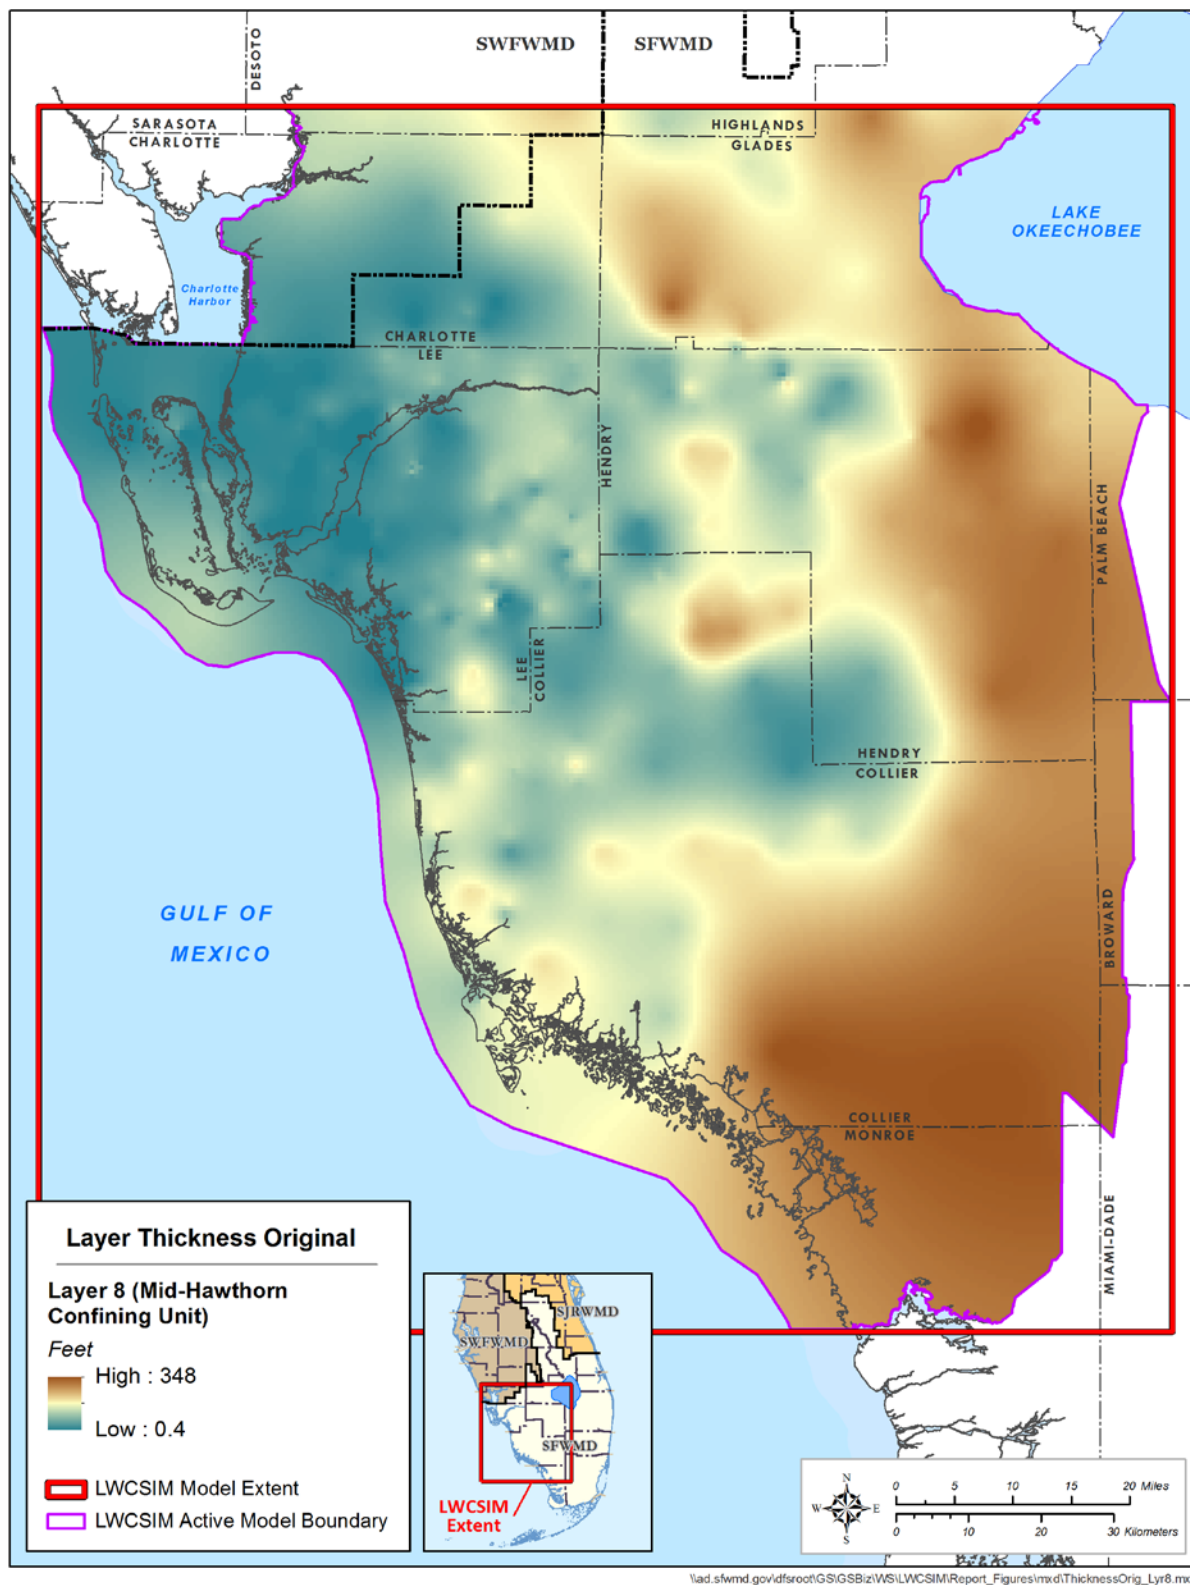 SWFWMD
SFWMD
DESOTO
SARASOTA
CHARLOTTE
HIGHLANDS
GLADES
LAKE
OKEECHOBEE
Charlotte
Harbor
CHARLOTTE
LEE
HENDRY
PALM BEACH
LEE
COLLIER
HENDRY
COLLIER
GULF OF
MEXICO
BROWARD
COLLIER
MONROE
MIAMI-DADE
Layer Thickness Original
Layer 8 (Mid-Hawthorn
Confining Unit)
Feet
High : 348
Low : 0.4
LWCSIM Model Extent
LWCSIM Active Model Boundary
SJRWMD
SWFWMD
SFWMD
LWCSIM
Extent
N
W E
S
0 5 10 15 20 Miles
0 10 20 30 Kilometers
\\ad.sfwmd.gov\dfsroot\GS\GSBiz\WS\LWCSIM\Report_Figures\mxd\ThicknessOrig_Lyr8.mx